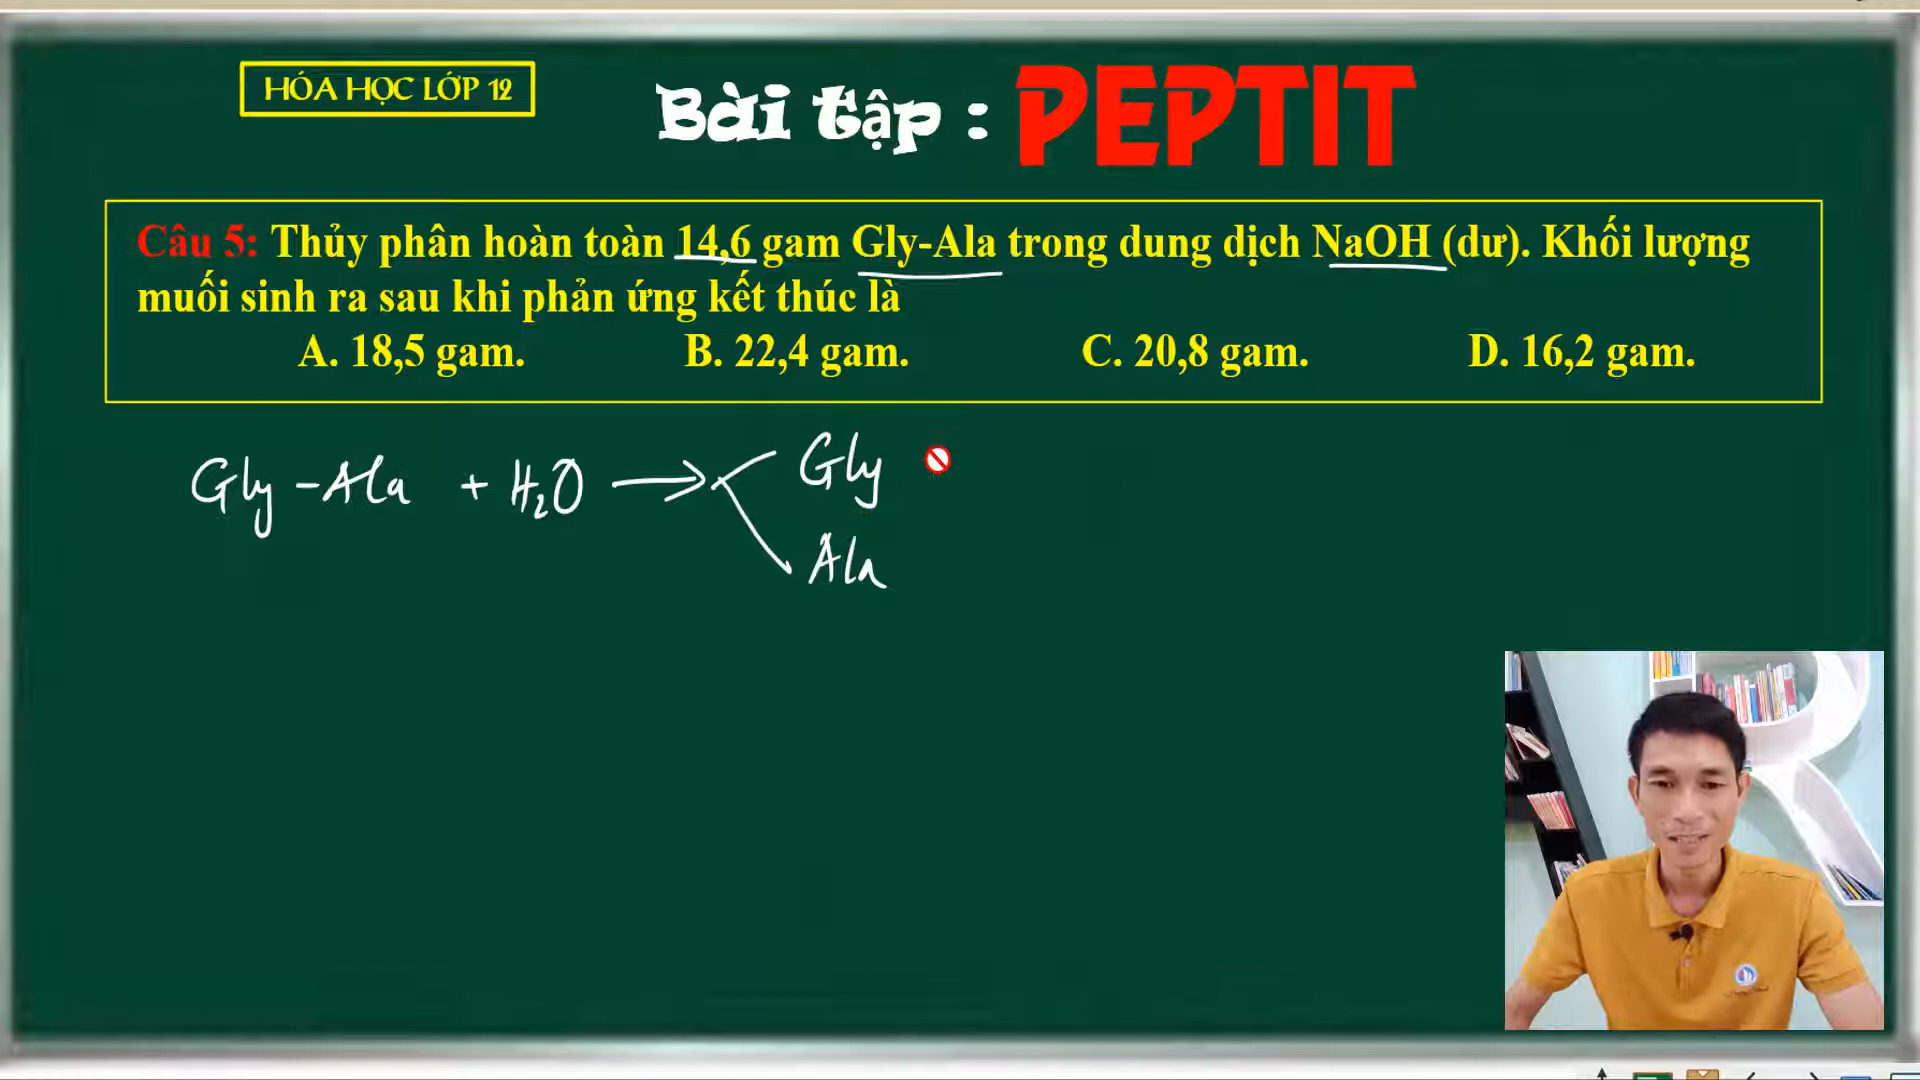 HÓA HỌC LỚP 12
Bài tập : PEPTIT
Câu 5: Thủy phân hoàn toàn 14,6 gam Gly-Ala trong dung dịch NaOH (dư). Khối lượng
muối sinh ra sau khi phản ứng kết thúc là
A. 18,5 gam. B. 22,4 gam. C. 20,8 gam. D. 16,2 gam.
Gly-Ala + H₂O → Gly
Ala